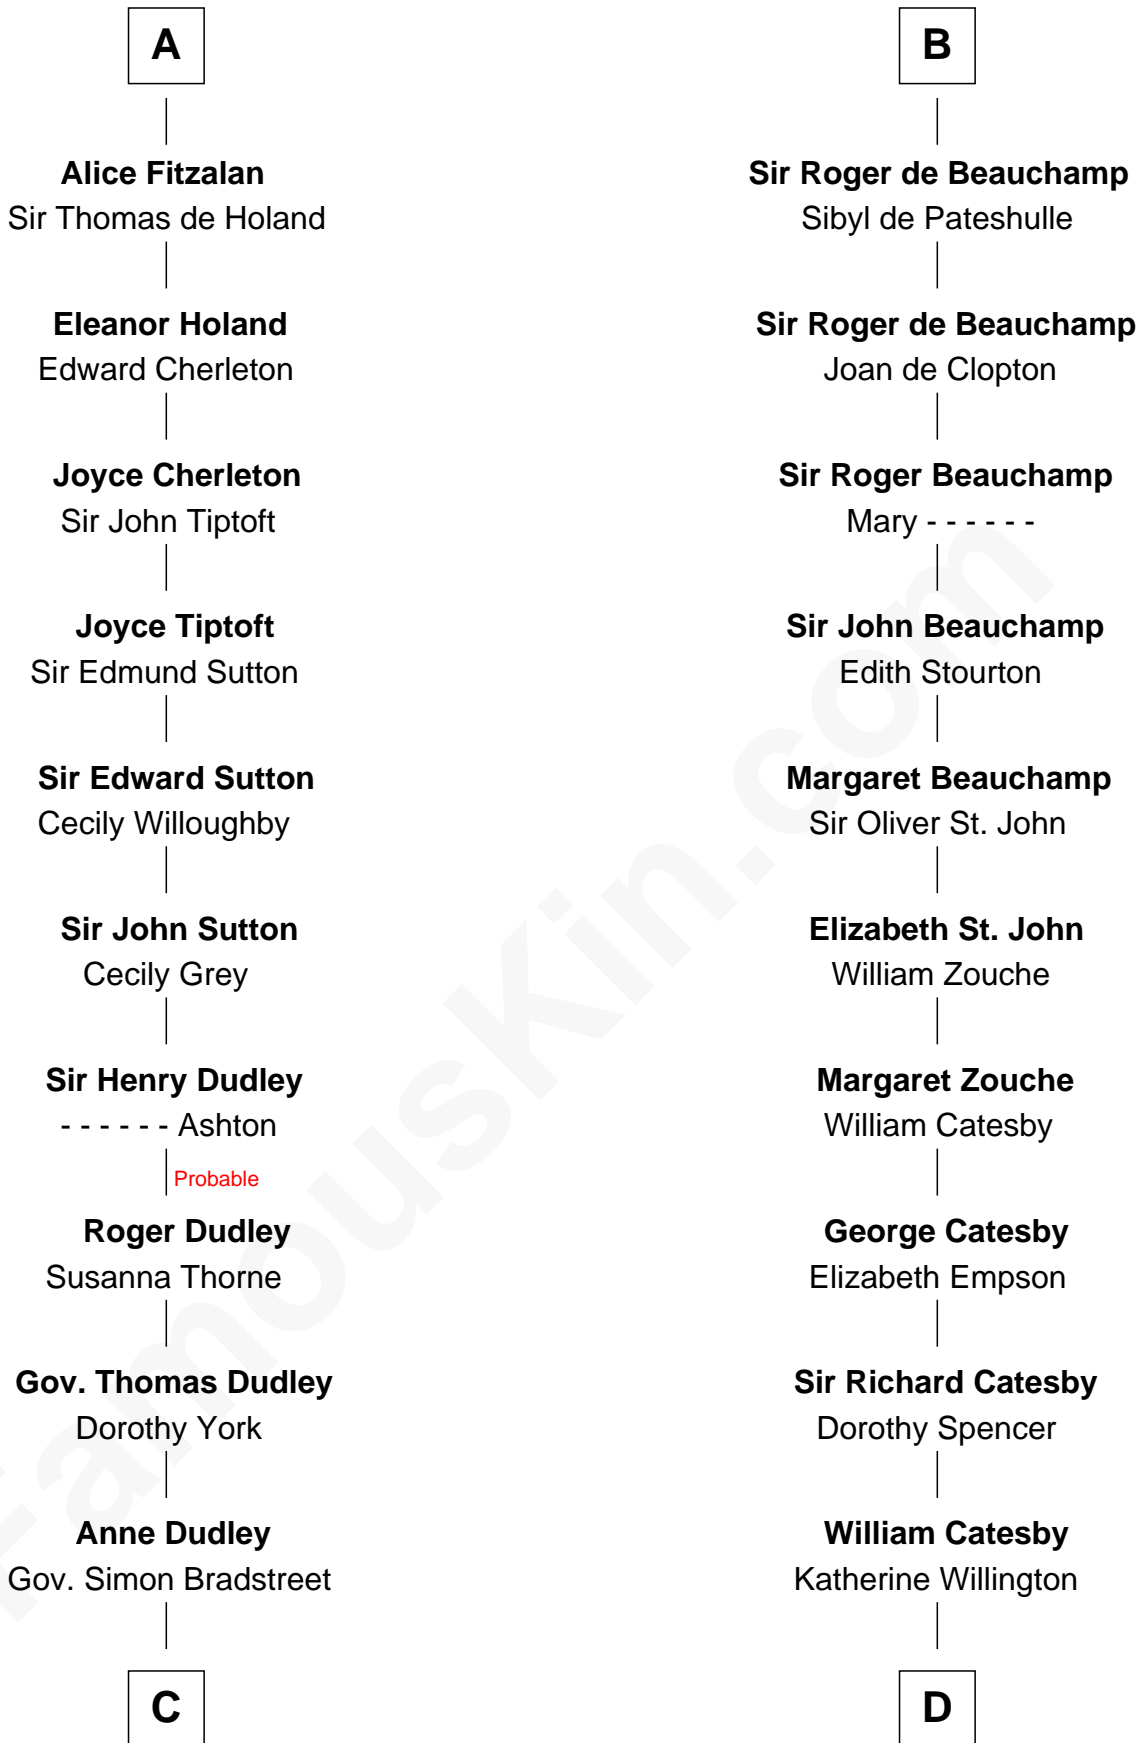 A
Alice Fitzalan
Sir Thomas de Holand
Eleanor Holand
Edward Cherleton
Joyce Cherleton
Sir John Tiptoft
Joyce Tiptoft
Sir Edmund Sutton
Sir Edward Sutton
Cecily Willoughby
Sir John Sutton
Cecily Grey
Sir Henry Dudley
- - - - - - Ashton
Probable
Roger Dudley
Susanna Thorne
Gov. Thomas Dudley
Dorothy York
Anne Dudley
Gov. Simon Bradstreet
C
B
Sir Roger de Beauchamp
Sibyl de Pateshulle
Sir Roger de Beauchamp
Joan de Clopton
Sir Roger Beauchamp
Mary - - - - - -
Sir John Beauchamp
Edith Stourton
Margaret Beauchamp
Sir Oliver St. John
Elizabeth St. John
William Zouche
Margaret Zouche
William Catesby
George Catesby
Elizabeth Empson
Sir Richard Catesby
Dorothy Spencer
William Catesby
Katherine Willington
D
FamousKin.com